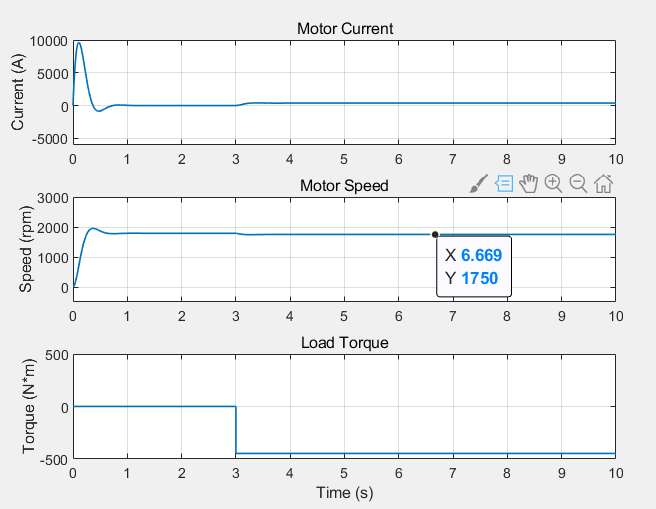 Motor Current
Current (A)
10000
5000
0
-5000
0 1 2 3 4 5 6 7 8 9 10
Motor Speed
Speed (rpm)
3000
2000
1000
0
X 6.669
Y 1750
0 1 2 3 4 5 6 7 8 9 10
Load Torque
Torque (N*m)
500
0
-500
0 1 2 3 4 5 6 7 8 9 10
Time (s)